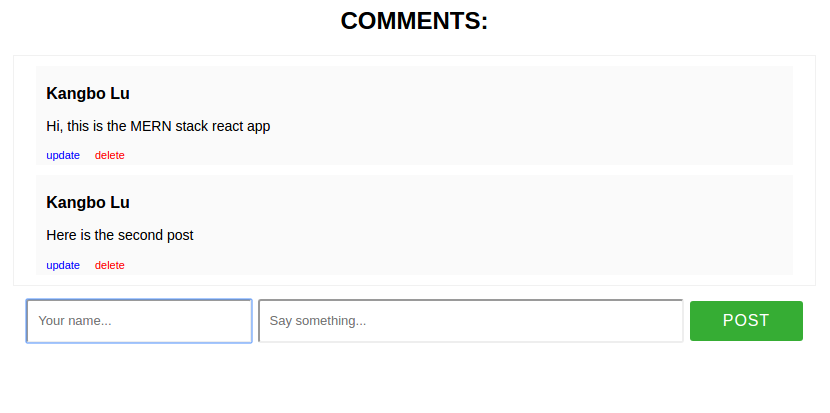 COMMENTS:
Kangbo Lu
Hi, this is the MERN stack react app
update delete
Kangbo Lu
Here is the second post
update delete
Your name... Say something... POST